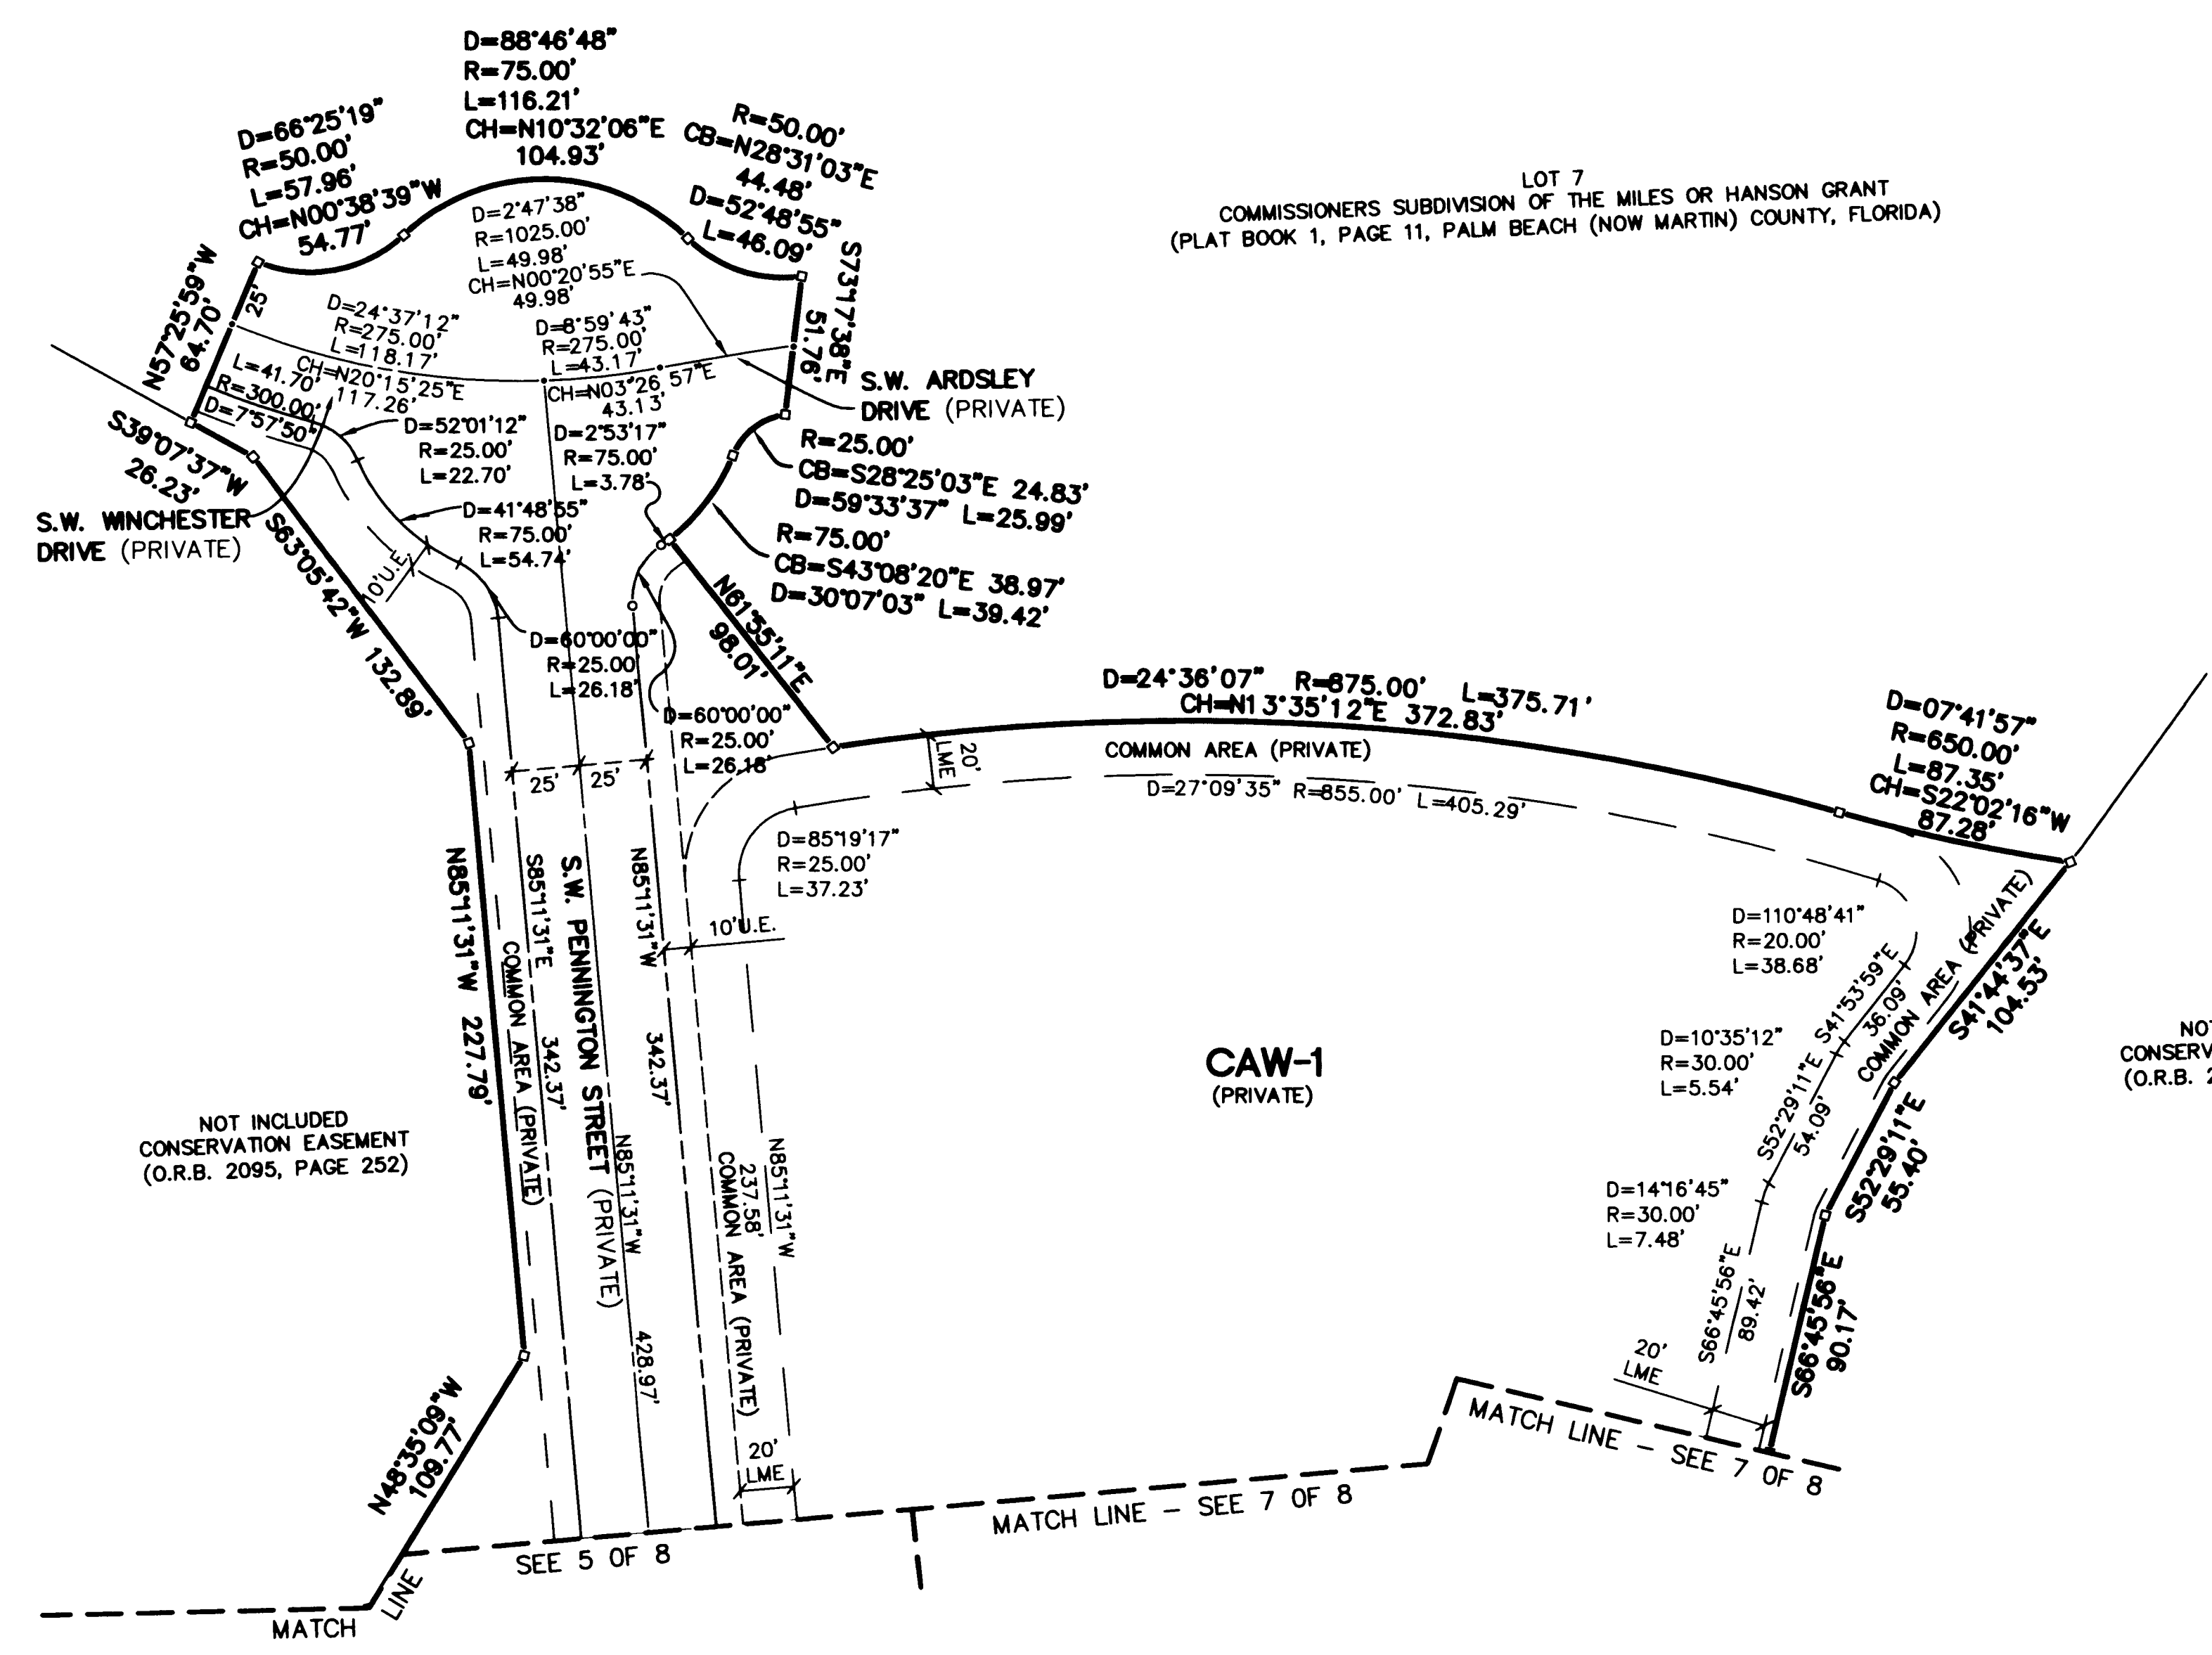 D=88°46'48"
R=75.00'
L=116.21'
CH=N10°32'06"E
104.93'
D=66°25'19"
R=50.00'
L=57.96'
CH=N00°38'39"W
54.77'
R=50.00'
CB=N28°31'03"E
44.48'
D=52°48'55"
L=46.09'
LOT 7
COMMISSIONERS SUBDIVISION OF THE MILES OR HANSON GRANT
(PLAT BOOK 1, PAGE 11, PALM BEACH (NOW MARTIN) COUNTY, FLORIDA)
N57°25'59"W
64.70'
25'
D=2°47'38"
R=1025.00'
L=49.98'
CH=N00°20'55"E
49.98'
S73°17'38"E
51.76'
D=24°37'12"
R=275.00'
L=118.17'
CH=N20°15'25"E
117.26'
D=8°59'43"
R=275.00'
L=43.17'
CH=N03°26'57"E
43.13'
S.W. ARDSLEY
DRIVE (PRIVATE)
L=41.70'
R=300.00'
D=7°57'50"
D=52°01'12"
R=25.00'
L=22.70'
D=2°53'17"
R=75.00'
L=3.78'
R=25.00'
CB=S28°25'03"E 24.83'
D=59°33'37" L=25.99'
S39°07'37"W
26.23'
S.W. WINCHESTER
DRIVE (PRIVATE)
D=41°48'55"
R=75.00'
L=54.74'
R=75.00'
CB=S43°08'20"E 38.97'
D=30°07'03" L=39.42'
10'U.E.
S63°05'42"W 132.89'
N61°55'11"E
98.01'
D=60°00'00"
R=25.00'
L=26.18'
D=60°00'00"
R=25.00'
L=26.18'
D=24°36'07" R=875.00' L=375.71'
CH=N13°35'12"E 372.83'
D=07°41'57"
R=650.00'
L=87.35'
CH=S22°02'16"W
87.28'
25'
25'
20'
LME
COMMON AREA (PRIVATE)
D=27°09'35" R=855.00' L=405.29'
D=85°19'17"
R=25.00'
L=37.23'
10'U.E.
N85°11'31"W 227.79'
S85°11'31"E
342.37'
COMMON AREA (PRIVATE)
S.W. PENNINGTON STREET (PRIVATE)
N85°11'31"W
428.97'
N85°11'31"W
342.37'
N85°11'31"W
237.58'
COMMON AREA (PRIVATE)
D=110°48'41"
R=20.00'
L=38.68'
S41°53'59"E
36.09'
COMMON AREA (PRIVATE)
S41°44'37"E
104.53'
CAW-1
(PRIVATE)
D=10°35'12"
R=30.00'
L=5.54'
S52°29'11"E
54.09'
S52°29'11"E
55.40'
NOT
CONSERV
(O.R.B. 2
NOT INCLUDED
CONSERVATION EASEMENT
(O.R.B. 2095, PAGE 252)
D=14°16'45"
R=30.00'
L=7.48'
S66°45'56"E
89.42'
S66°45'56"E
90.17'
20'
LME
N48°35'09"W
109.77'
20'
LME
MATCH LINE - SEE 7 OF 8
MATCH LINE - SEE 7 OF 8
SEE 5 OF 8
MATCH LINE